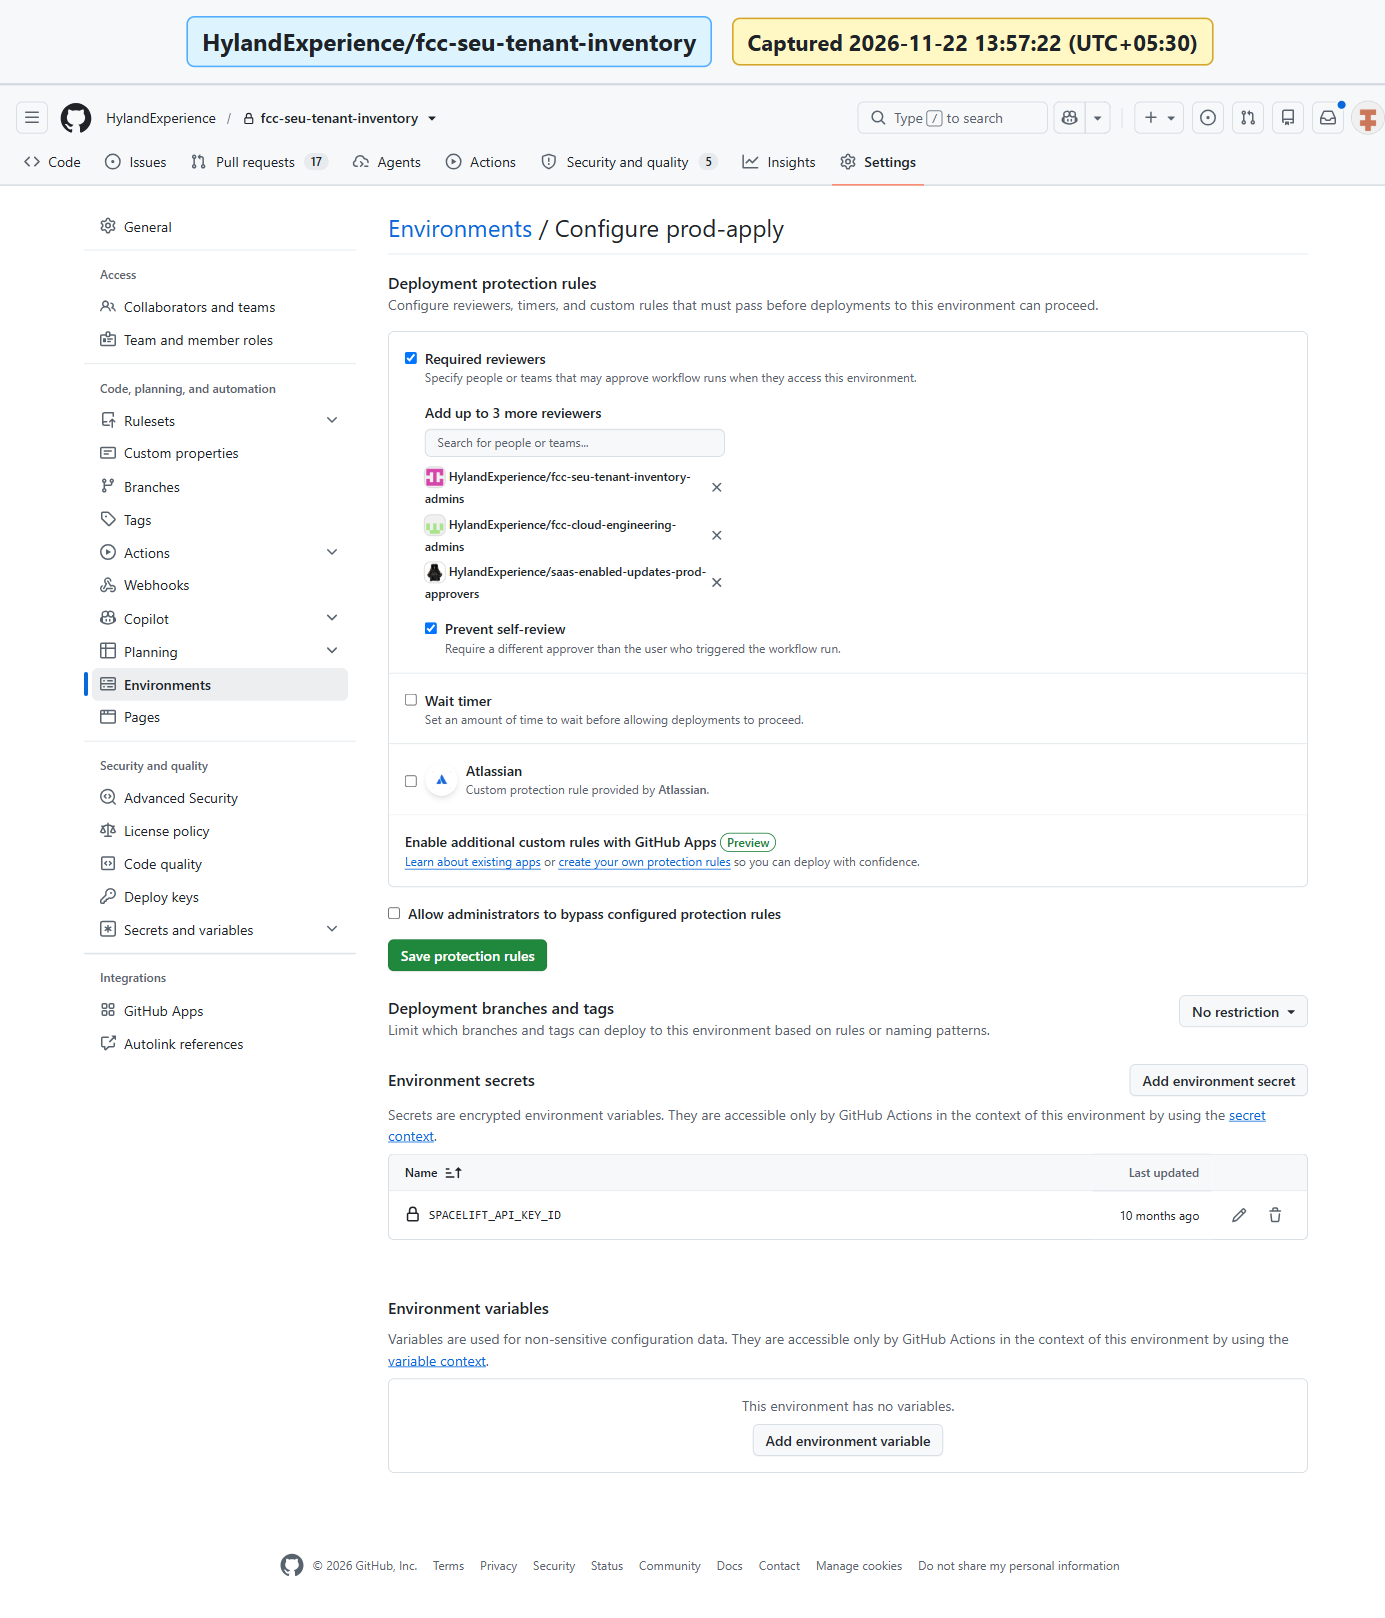 HylandExperience/fcc-seu-tenant-inventory
Captured 2026-11-22 13:57:22 (UTC+05:30)
HylandExperience / fcc-seu-tenant-inventory
Type / to search
Code
Issues
Pull requests 17
Agents
Actions
Security and quality 5
Insights
Settings
General
Access
Collaborators and teams
Team and member roles
Code, planning, and automation
Rulesets
Custom properties
Branches
Tags
Actions
Webhooks
Copilot
Planning
Environments
Pages
Security and quality
Advanced Security
License policy
Code quality
Deploy keys
Secrets and variables
Integrations
GitHub Apps
Autolink references
Environments / Configure prod-apply
Deployment protection rules
Configure reviewers, timers, and custom rules that must pass before deployments to this environment can proceed.
Required reviewers
Specify people or teams that may approve workflow runs when they access this environment.
Add up to 3 more reviewers
Search for people or teams...
HylandExperience/fcc-seu-tenant-inventory-
admins
HylandExperience/fcc-cloud-engineering-
admins
HylandExperience/saas-enabled-updates-prod-
approvers
Prevent self-review
Require a different approver than the user who triggered the workflow run.
Wait timer
Set an amount of time to wait before allowing deployments to proceed.
Atlassian
Custom protection rule provided by Atlassian.
Enable additional custom rules with GitHub Apps Preview
Learn about existing apps or create your own protection rules so you can deploy with confidence.
Allow administrators to bypass configured protection rules
Save protection rules
Deployment branches and tags
Limit which branches and tags can deploy to this environment based on rules or naming patterns.
No restriction
Environment secrets
Add environment secret
Secrets are encrypted environment variables. They are accessible only by GitHub Actions in the context of this environment by using the secret
context.
Name
Last updated
SPACELIFT_API_KEY_ID
10 months ago
Environment variables
Variables are used for non-sensitive configuration data. They are accessible only by GitHub Actions in the context of this environment by using the
variable context.
This environment has no variables.
Add environment variable
© 2026 GitHub, Inc.
Terms
Privacy
Security
Status
Community
Docs
Contact
Manage cookies
Do not share my personal information